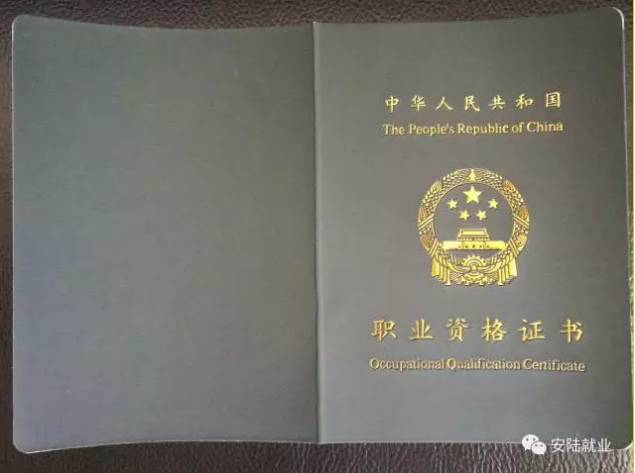 中华人民共和国
The People's Republic of China
职业资格证书
Occupational Qualification Certificate
安陆就业